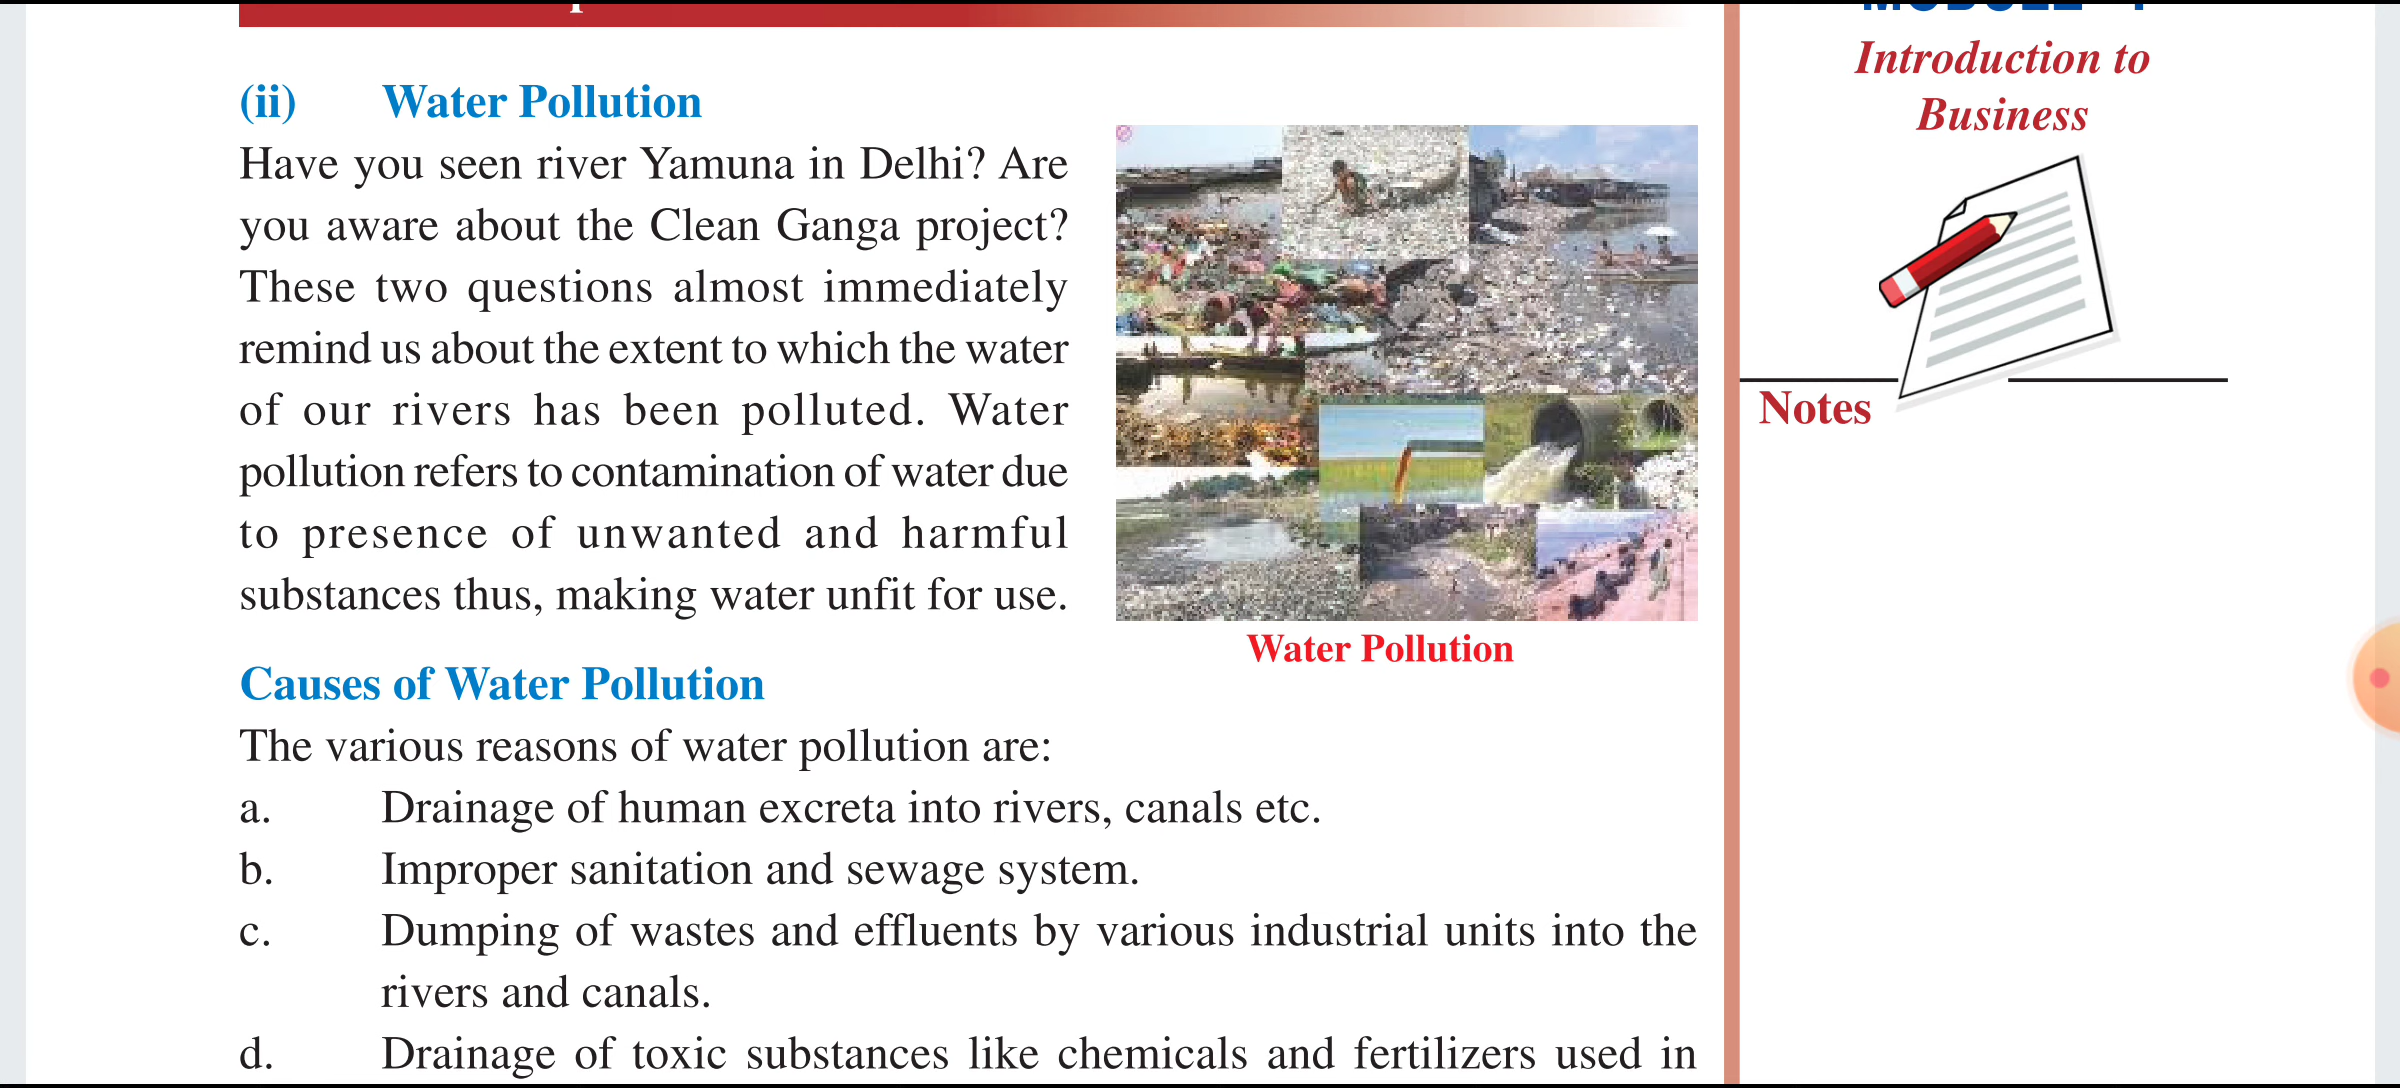 Introduction to
Business
(ii) Water Pollution
Have you seen river Yamuna in Delhi? Are
you aware about the Clean Ganga project?
These two questions almost immediately
remind us about the extent to which the water
of our rivers has been polluted. Water
pollution refers to contamination of water due
to presence of unwanted and harmful
substances thus, making water unfit for use.
Water Pollution
Notes
Causes of Water Pollution
The various reasons of water pollution are:
a. Drainage of human excreta into rivers, canals etc.
b. Improper sanitation and sewage system.
c. Dumping of wastes and effluents by various industrial units into the
rivers and canals.
d. Drainage of toxic substances like chemicals and fertilizers used in